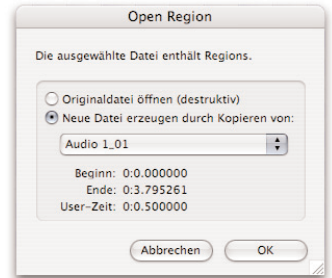 Open Region
Die ausgewählte Datei enthält Regions.
Originaldatei öffnen (destruktiv)
Neue Datei erzeugen durch Kopieren von:
Audio 1_01
Beginn: 0:0.000000
Ende: 0:3.795261
User-Zeit: 0:0.500000
Abbrechen OK